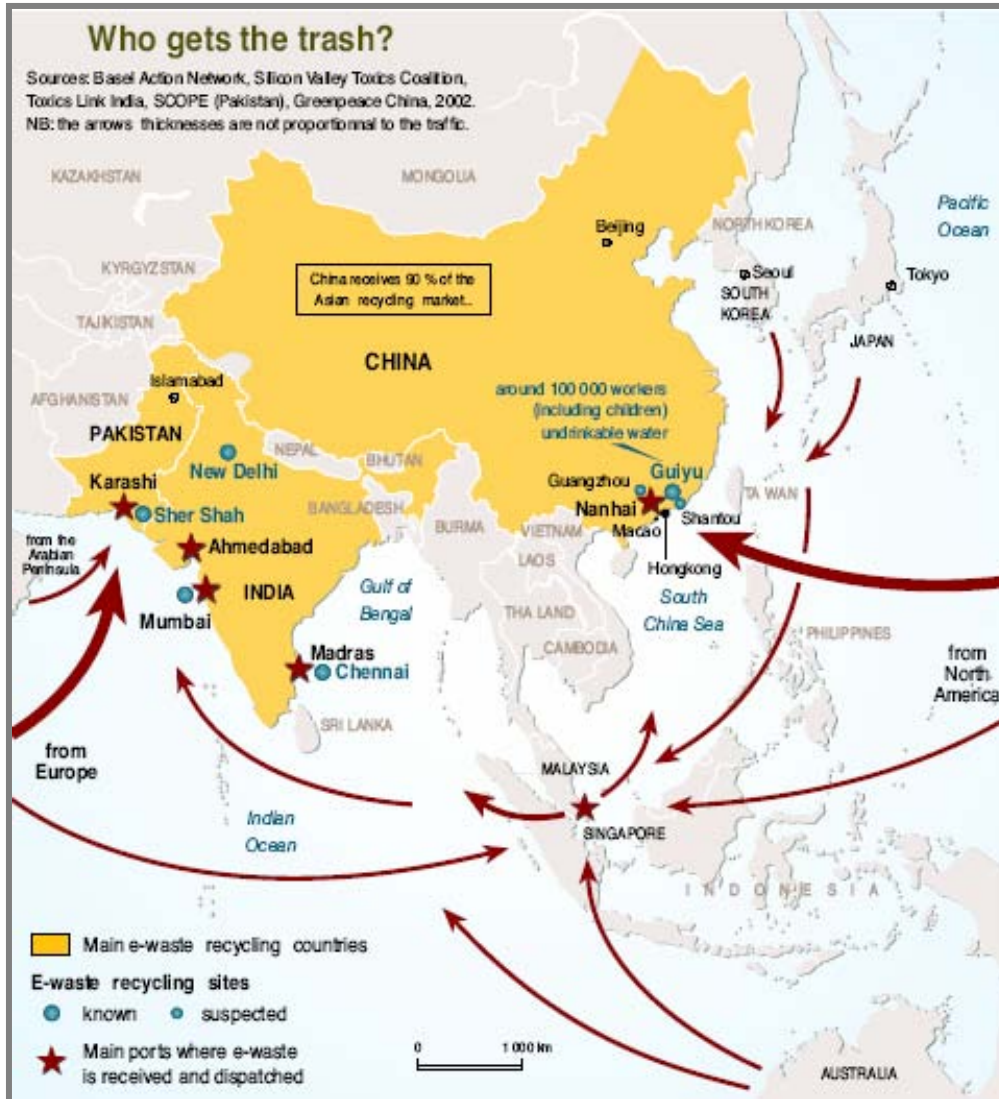 Who gets the trash?
Sources: Basel Action Network, Silicon Valley Toxics Coalition,
Toxics Link India, SCOPE (Pakistan), Greenpeace China, 2002.
NB: the arrows thicknesses are not proportionnal to the traffic.
KAZAKHSTAN
MONGOLIA
Pacific
Ocean
NORTH KOREA
Beijing
KYRGYZSTAN
China receives 90 % of the
Asian recycling market...
Seoul
SOUTH
KOREA
Tokyo
TAJIKISTAN
JAPAN
CHINA
Islamabad
AFGHANISTAN
around 100 000 workers
(including children)
undrinkable water
PAKISTAN
NEPAL
BHUTAN
New Delhi
Guiyu
Karashi
Guangzhou
TA WAN
Nanhai
Sher Shah
BANGLADESH
Shantou
BURMA
VIETNAM
Macao
from the
Arabian
Peninsula
Ahmedabad
LAOS
Hongkong
INDIA
Gulf of
Bengal
South
China Sea
THA LAND
Mumbai
PHILIPPINES
CAMBODIA
Madras
Chennai
from
North
America
SRI LANKA
from
Europe
MALAYSIA
Indian
Ocean
SINGAPORE
INDONESIA
Main e-waste recycling countries
E-waste recycling sites
known
suspected
Main ports where e-waste
is received and dispatched
0 1 000 km
AUSTRALIA